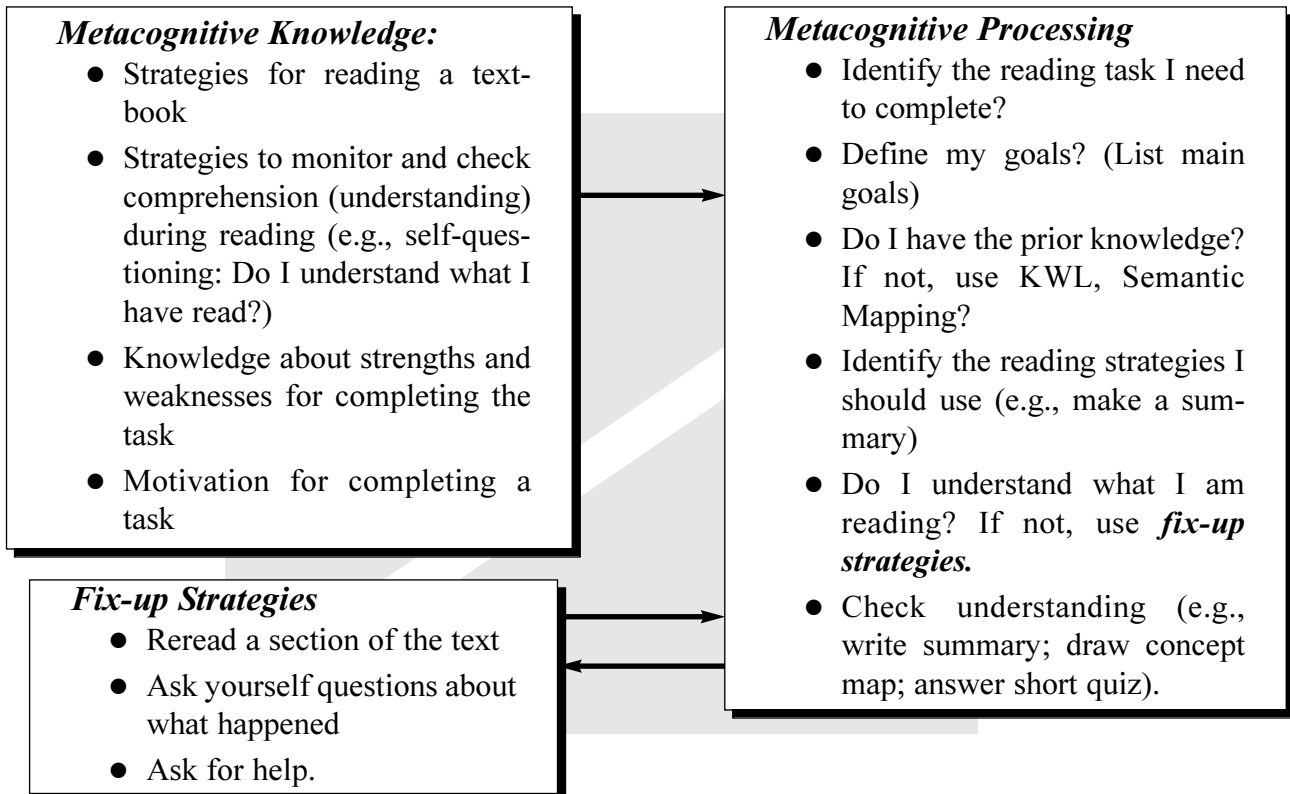 Metacognitive Knowledge:
● Strategies for reading a text-
book
● Strategies to monitor and check
comprehension (understanding)
during reading (e.g., self-ques-
tioning: Do I understand what I
have read?)
● Knowledge about strengths and
weaknesses for completing the
task
● Motivation for completing a
task
Fix-up Strategies
● Reread a section of the text
● Ask yourself questions about
what happened
● Ask for help.
Metacognitive Processing
● Identify the reading task I need
to complete?
● Define my goals? (List main
goals)
● Do I have the prior knowledge?
If not, use KWL, Semantic
Mapping?
● Identify the reading strategies I
should use (e.g., make a sum-
mary)
● Do I understand what I am
reading? If not, use fix-up
strategies.
● Check understanding (e.g.,
write summary; draw concept
map; answer short quiz).